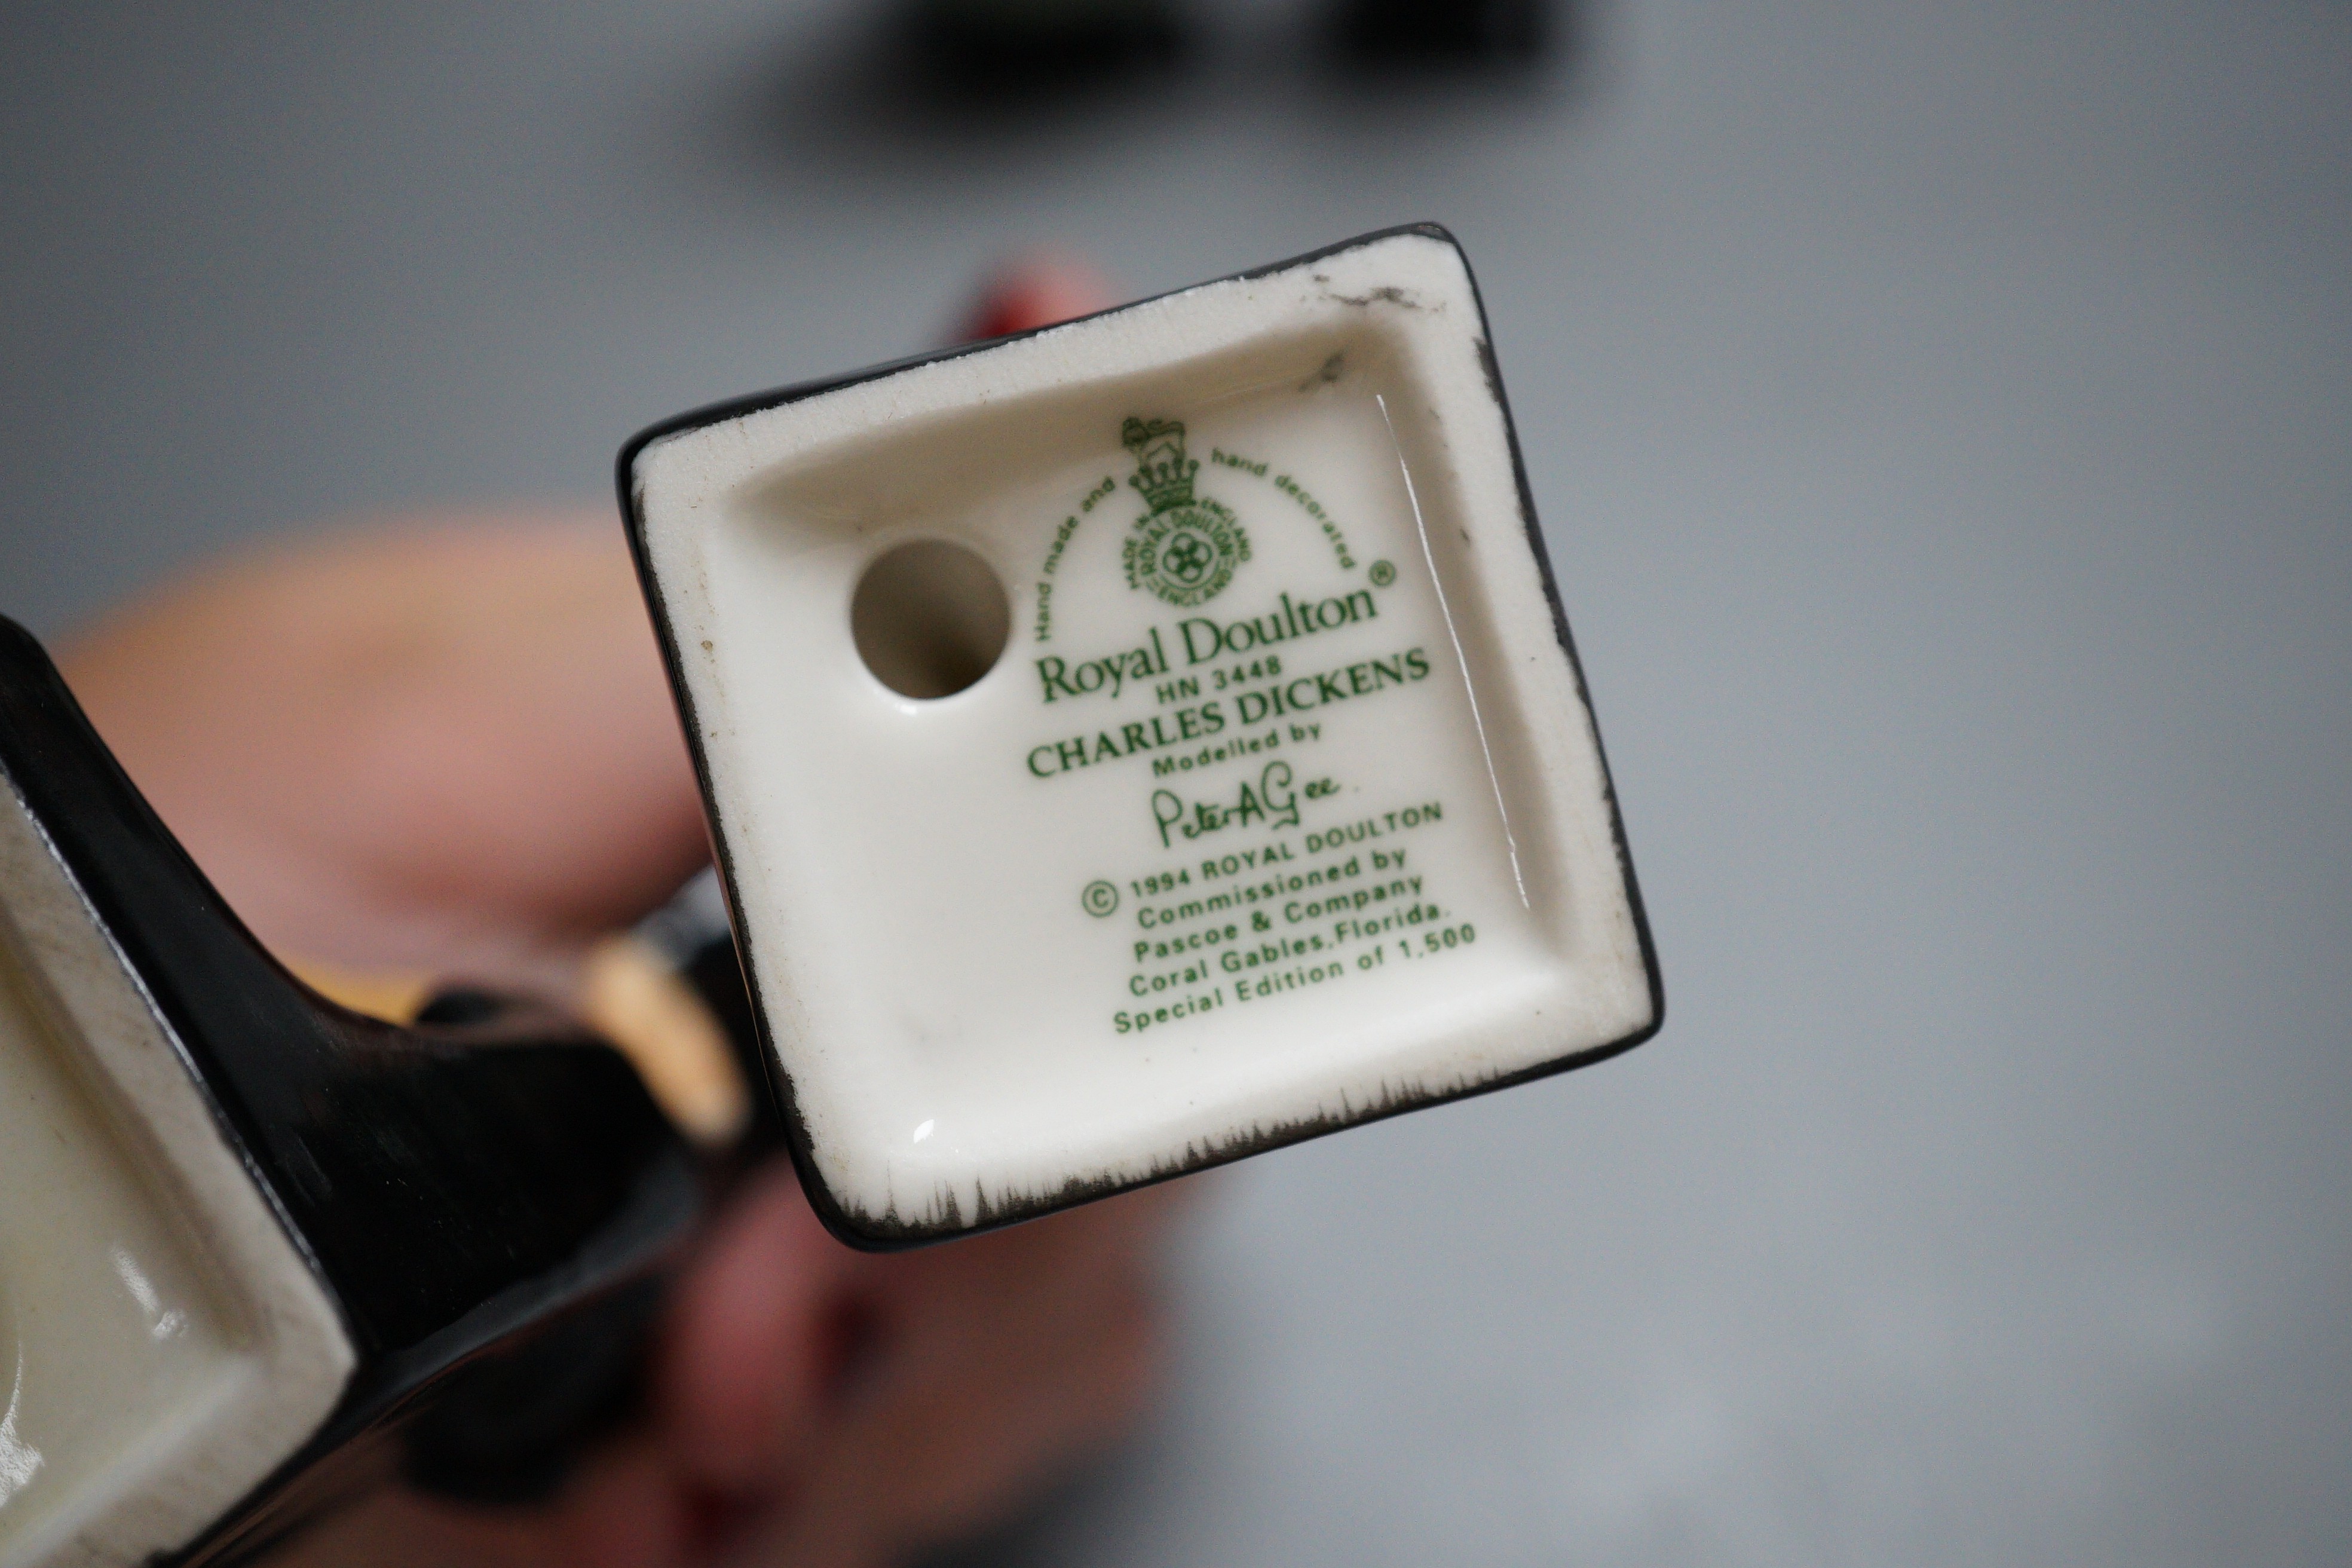 Hand made and hand decorated
MADE IN ENGLAND
ROYAL DOULTON
ENGLAND
Royal Doulton®
HN 3448
CHARLES DICKENS
Modelled by
Peter A Gee
© 1994 ROYAL DOULTON
Commissioned by
Pascoe & Company
Coral Gables, Florida.
Special Edition of 1,500